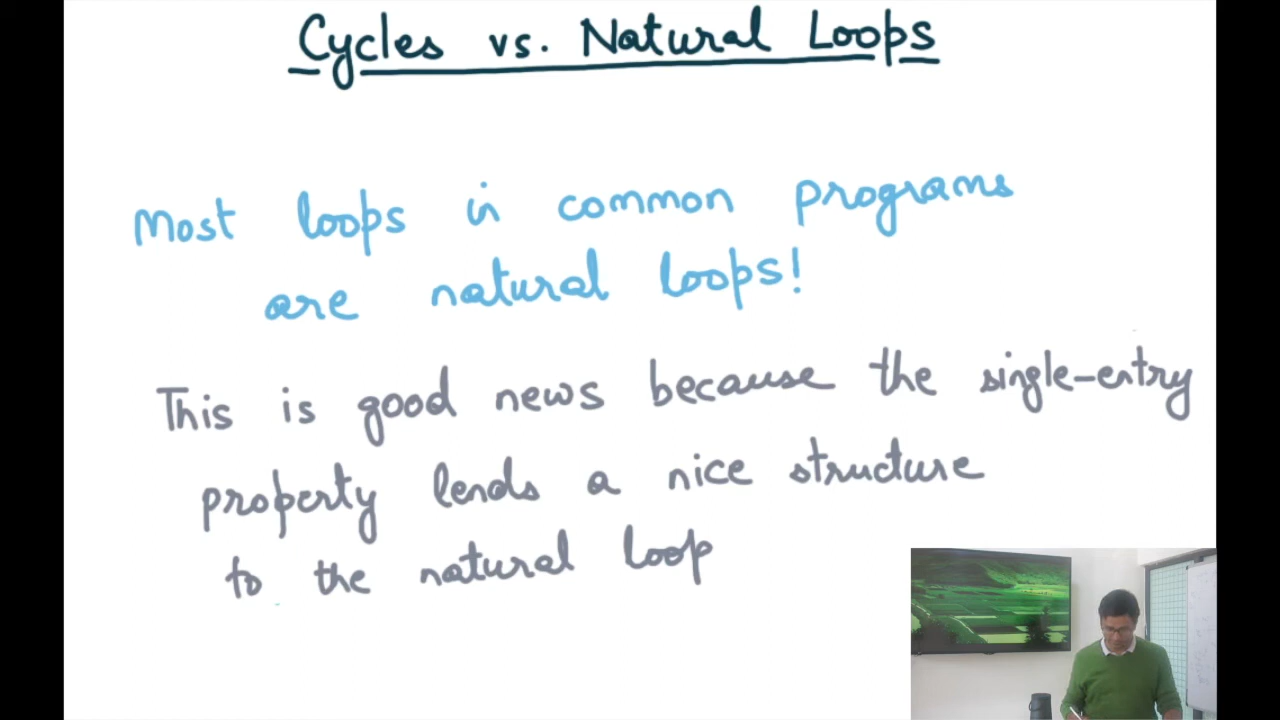 Cycles vs. Natural Loops
Most loops in common programs
are natural loops!
This is good news because the single-entry
property lends a nice structure
to the natural loop